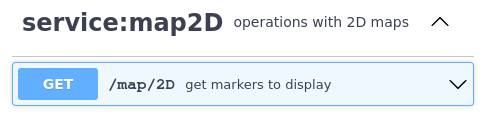 service:map2D operations with 2D maps
GET /map/2D get markers to display